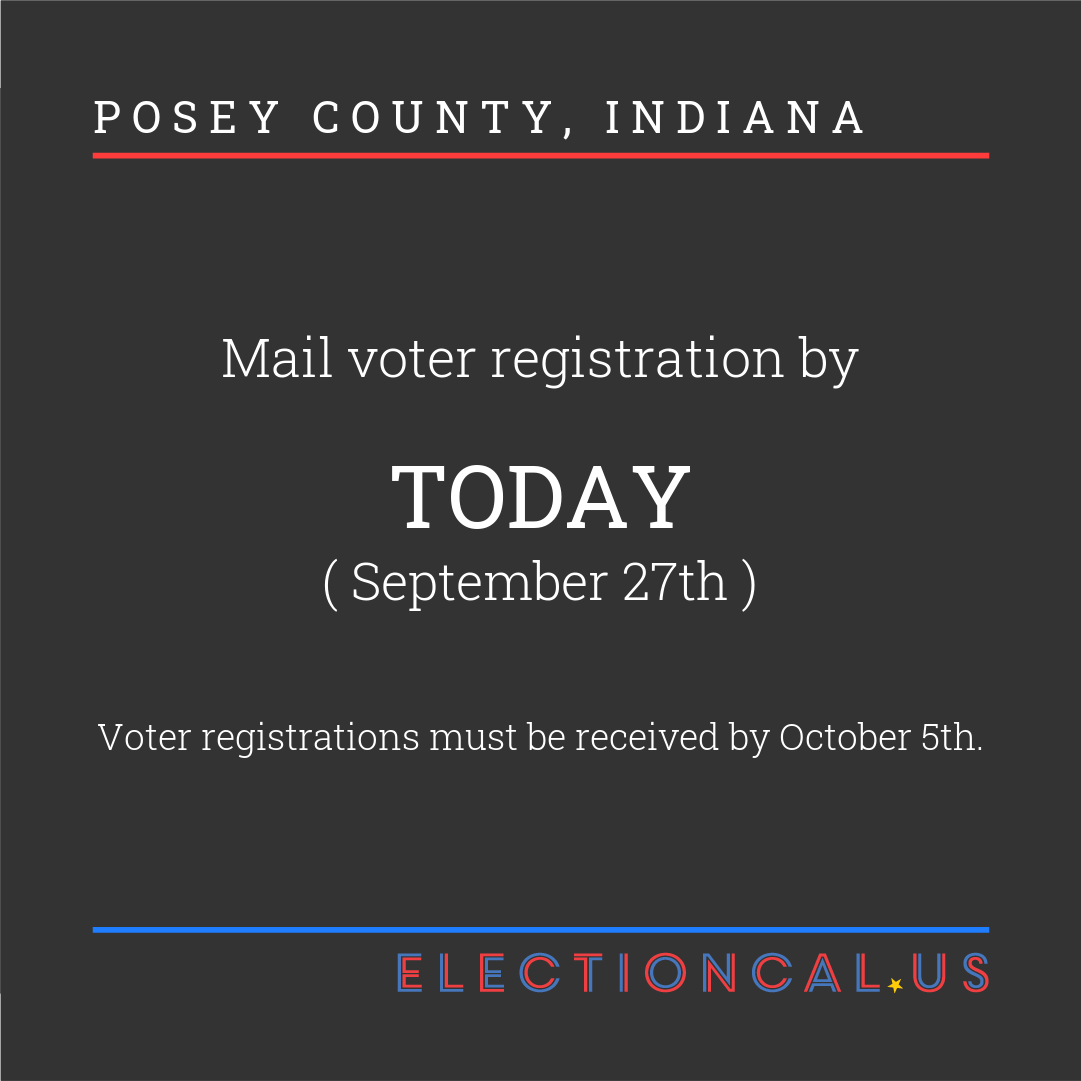 POSEY COUNTY, INDIANA
Mail voter registration by
TODAY
( September 27th )
Voter registrations must be received by October 5th.
ELECTIONCAL.US